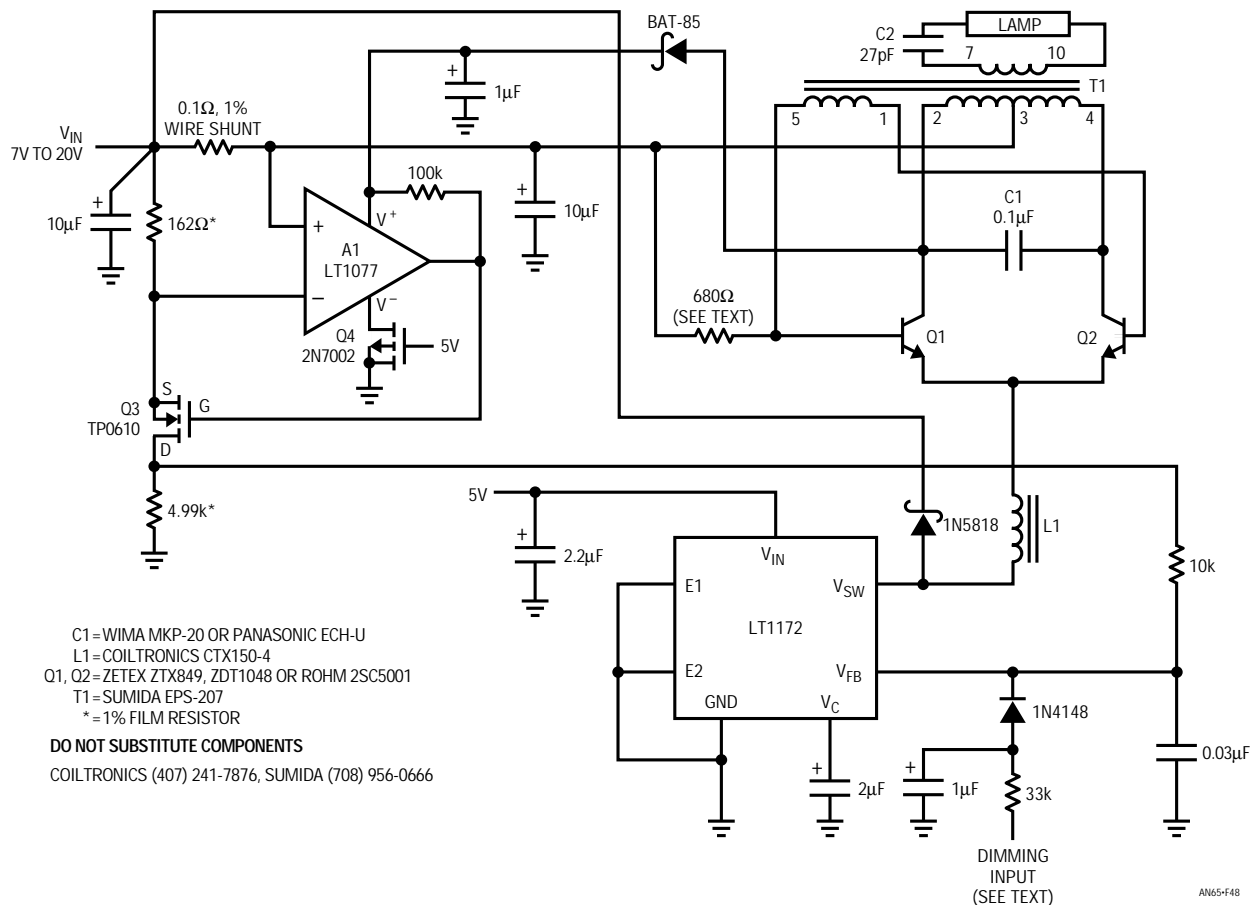 BAT-85
C2
27pF
LAMP
7
10
T1
+
1µF
5
1
2
3
4
0.1Ω, 1%
WIRE SHUNT
VIN
7V TO 20V
+
10µF
162Ω*
100k
V+
+
A1
LT1077
–
V–
+
10µF
C1
0.1µF
680Ω
(SEE TEXT)
Q1
Q2
Q4
2N7002
5V
S
Q3
TP0610
G
D
4.99k*
5V
+
2.2µF
1N5818
L1
10k
VIN
E1
VSW
LT1172
E2
VFB
GND
VC
1N4148
+
2µF
+
1µF
33k
0.03µF
DIMMING
INPUT
(SEE TEXT)
C1=WIMA MKP-20 OR PANASONIC ECH-U
L1=COILTRONICS CTX150-4
Q1, Q2=ZETEX ZTX849, ZDT1048 OR ROHM 2SC5001
T1=SUMIDA EPS-207
*=1% FILM RESISTOR
DO NOT SUBSTITUTE COMPONENTS
COILTRONICS (407) 241-7876, SUMIDA (708) 956-0666
AN65•F48